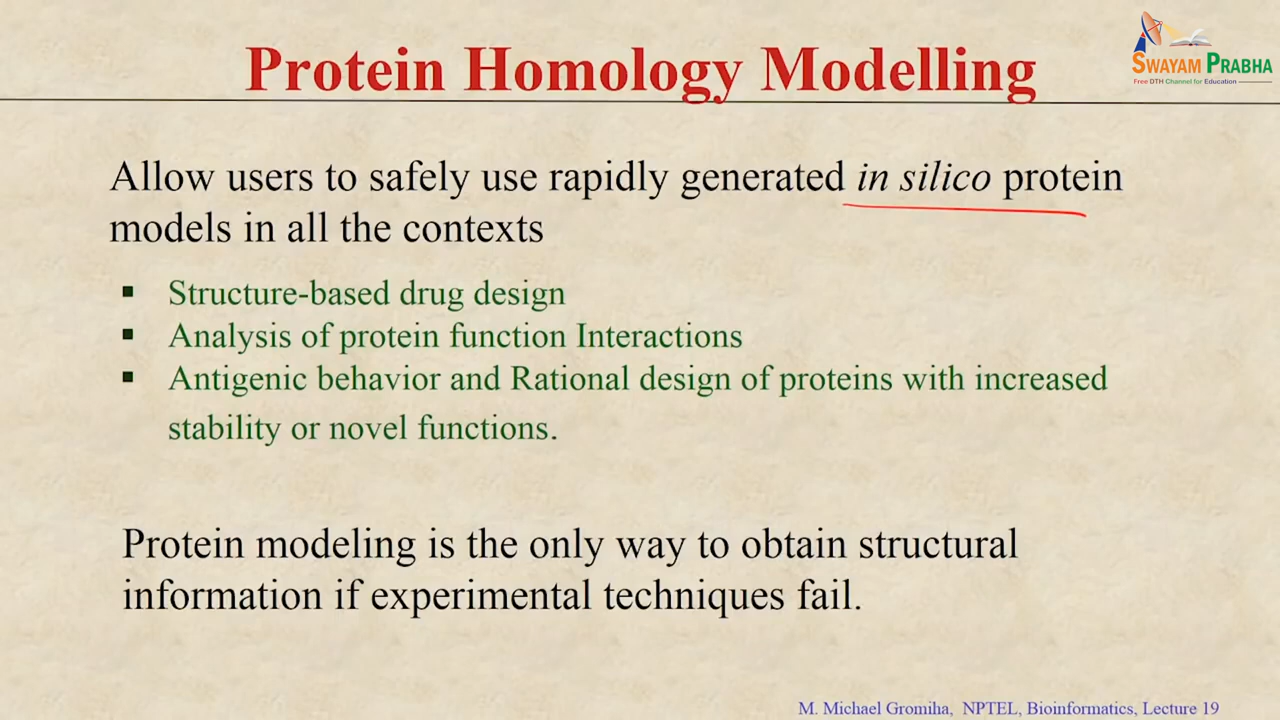 Protein Homology Modelling
SWAYAM PRABHA
Free DTH Channel for Education
Allow users to safely use rapidly generated in silico protein
models in all the contexts
▪ Structure-based drug design
▪ Analysis of protein function Interactions
▪ Antigenic behavior and Rational design of proteins with increased
stability or novel functions.
Protein modeling is the only way to obtain structural
information if experimental techniques fail.
M. Michael Gromiha, NPTEL, Bioinformatics, Lecture 19